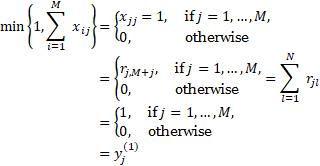 min{1, ∑_{i=1}^{M} x_{ij}} = {x_{jj} = 1, if j = 1, …, M, 0, otherwise
= {r_{j,M+j}, if j = 1, …, M, 0, otherwise = ∑_{l=1}^{N} r_{jl}
= {1, if j = 1, …, M, 0, otherwise
= y_j^{(1)}